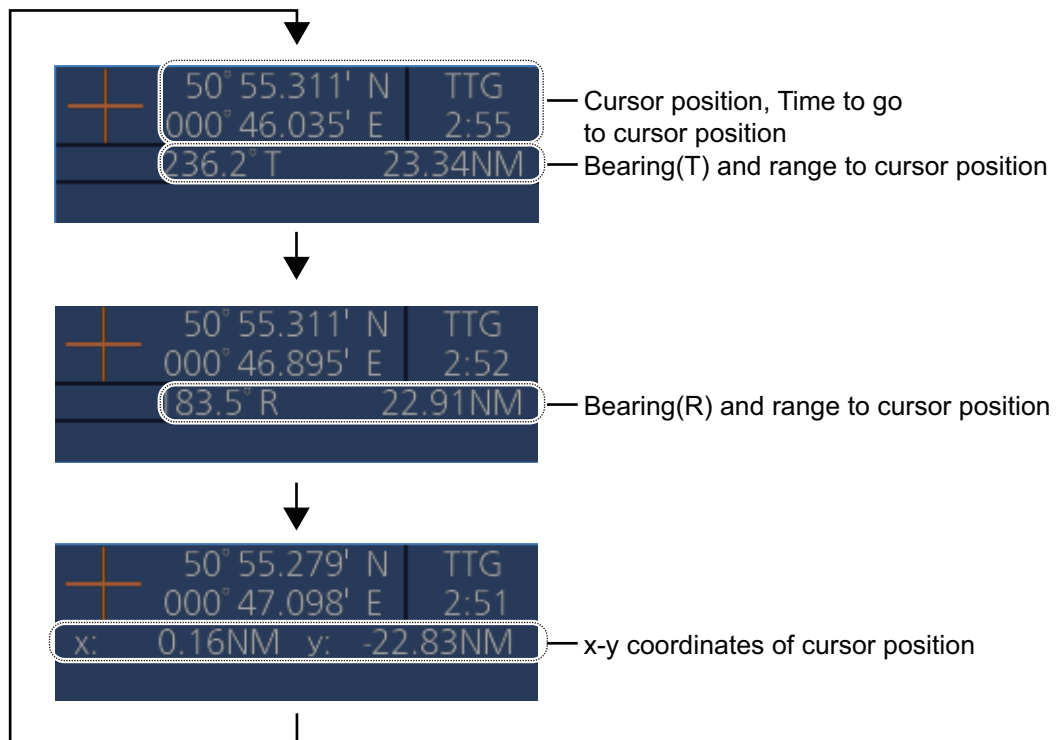 50° 55.311' N TTG
000° 46.035' E 2:55
Cursor position, Time to go
to cursor position
236.2° T 23.34NM
Bearing(T) and range to cursor position
50° 55.311' N TTG
000° 46.895' E 2:52
183.5° R 22.91NM
Bearing(R) and range to cursor position
50° 55.279' N TTG
000° 47.098' E 2:51
x: 0.16NM y: -22.83NM
x-y coordinates of cursor position